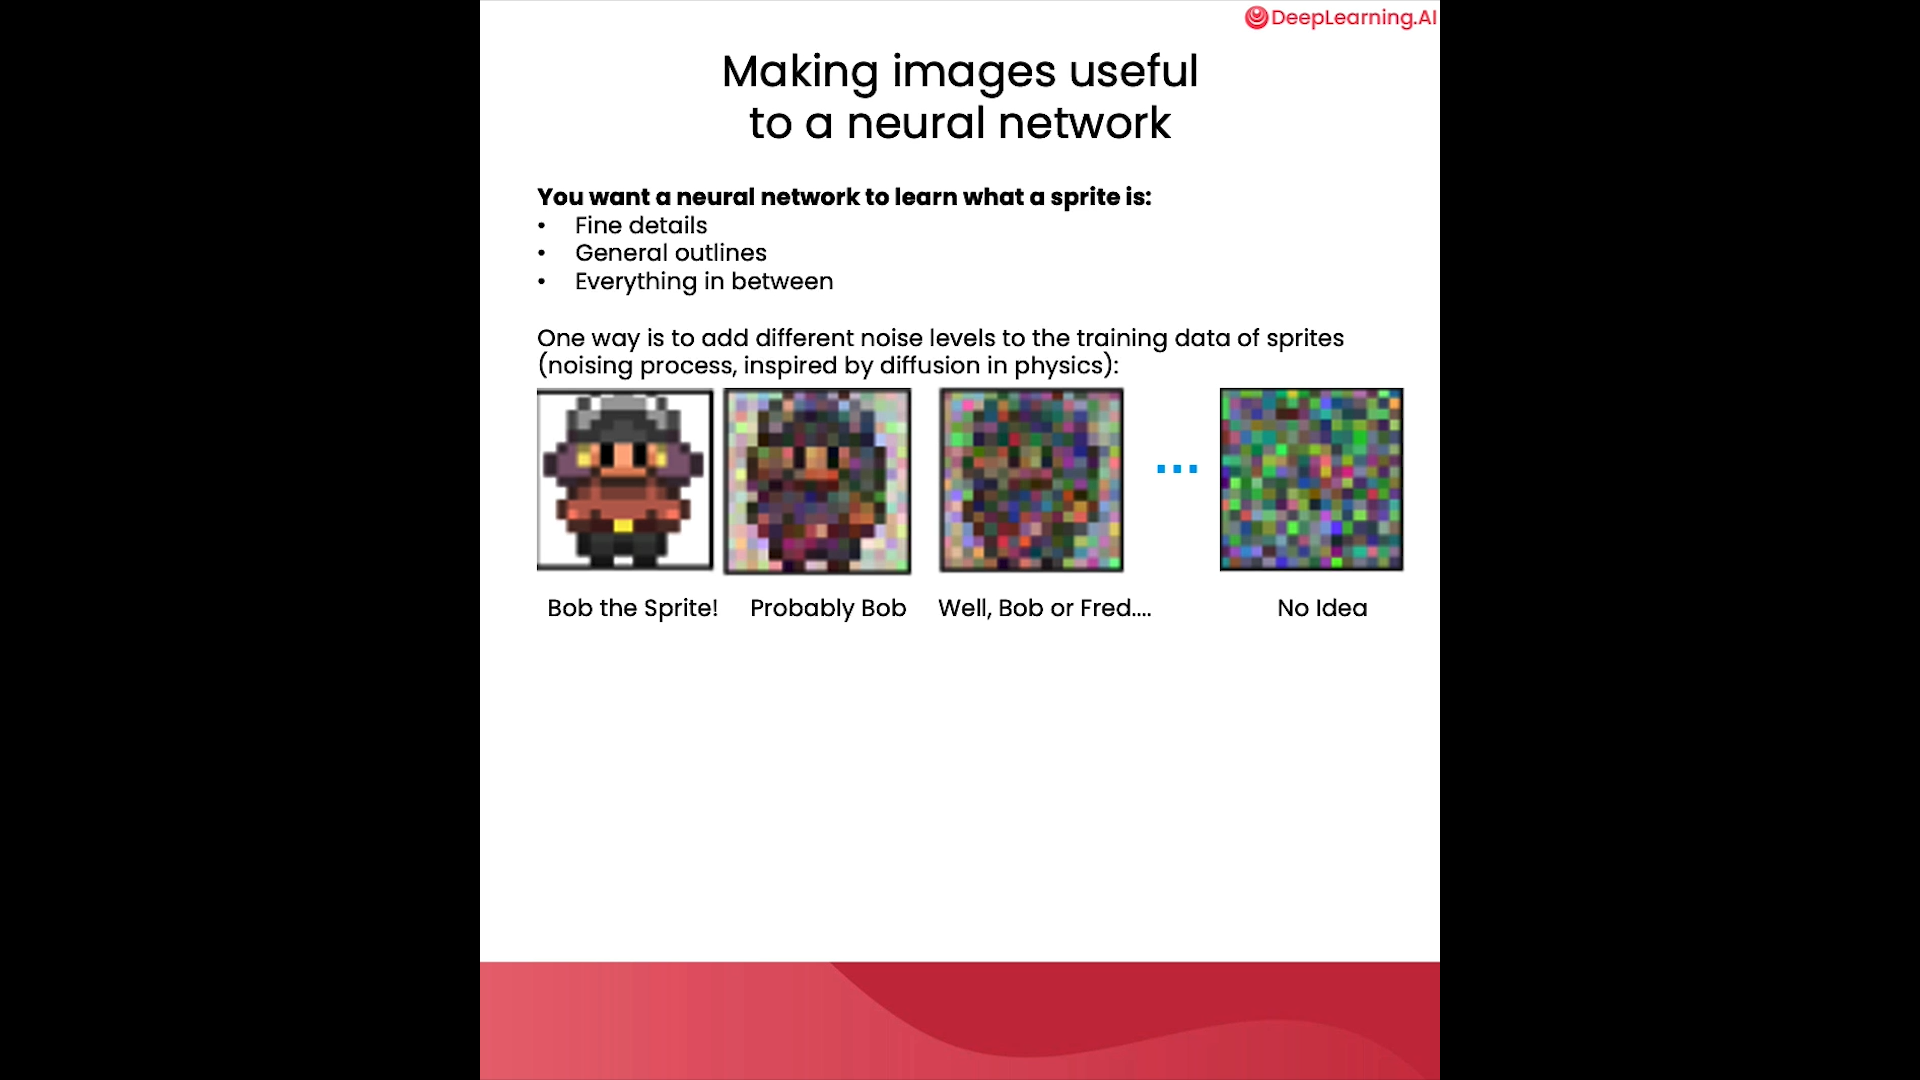 DeepLearning.AI
Making images useful
to a neural network
You want a neural network to learn what a sprite is:
• Fine details
• General outlines
• Everything in between
One way is to add different noise levels to the training data of sprites
(noising process, inspired by diffusion in physics):
...
Bob the Sprite! Probably Bob Well, Bob or Fred.... No Idea